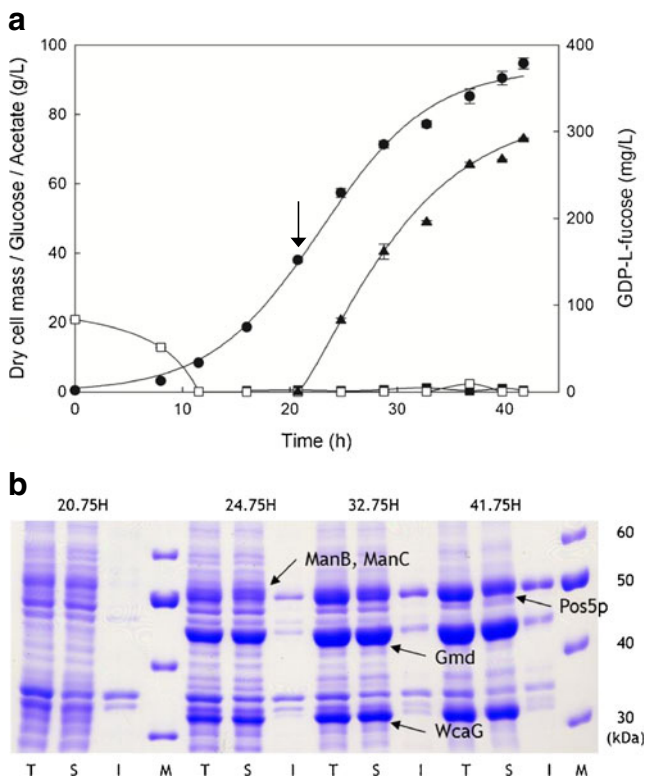 a
Dry cell mass / Glucose / Acetate (g/L)
100
80
60
40
20
0
400
300
200
100
0
GDP-L-fucose (mg/L)
0 10 20 30 40
Time (h)
b
20.75H 24.75H 32.75H 41.75H
ManB, ManC
Pos5p
Gmd
WcaG
60
50
40
30
(kDa)
T S I M T S I T S I T S I M